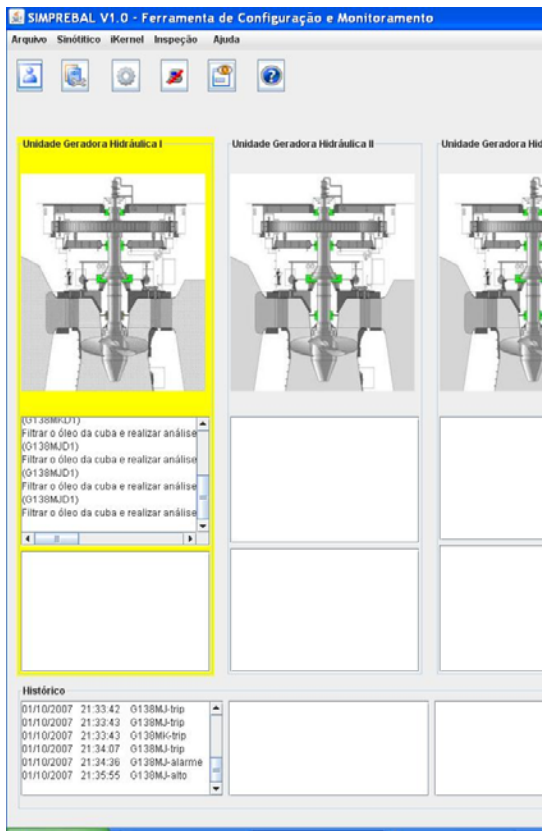 SIMPREBAL V1.0 - Ferramenta de Configuração e Monitoramento
Arquivo Sinótitico iKernel Inspeção Ajuda
Unidade Geradora Hidráulica I
Unidade Geradora Hidráulica II
Unidade Geradora Hid
(G138MKD1)
Filtrar o óleo da cuba e realizar análise
(G138MJD1)
Filtrar o óleo da cuba e realizar análise
(G138MJD1)
Filtrar o óleo da cuba e realizar análise
(G138MJD1)
Filtrar o óleo da cuba e realizar análise
Histórico
01/10/2007 21:33:42 G138MJ-trip
01/10/2007 21:33:43 G138MJ-trip
01/10/2007 21:33:43 G138MK-trip
01/10/2007 21:34:07 G138MJ-trip
01/10/2007 21:34:36 G138MJ-alarme
01/10/2007 21:35:55 G138MJ-alto